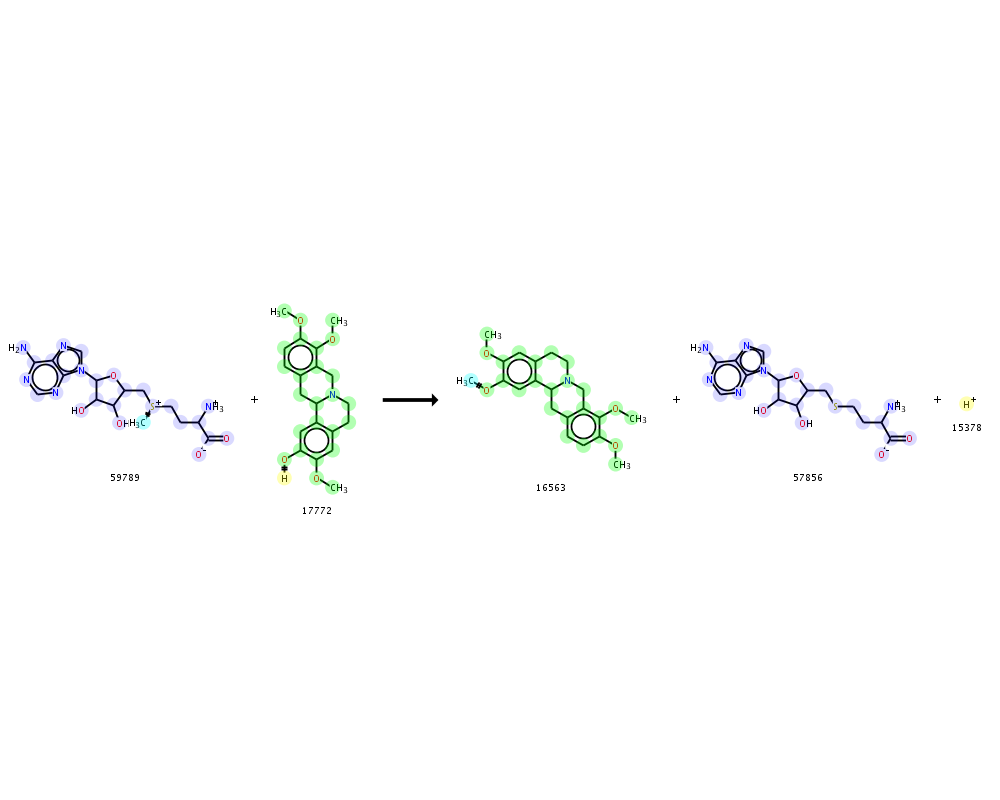 H3C
O
CH3
O
CH3
O
H2N
N
N
N
N
O
HO
OH
S+
H3C
NH3+
O
O-
+
N
O
H
O
CH3
H3C
O
N
O
CH3
O
CH3
+
H2N
N
N
N
N
O
HO
OH
S
NH3+
O
O-
+
H+
59789
17772
16563
57856
15378